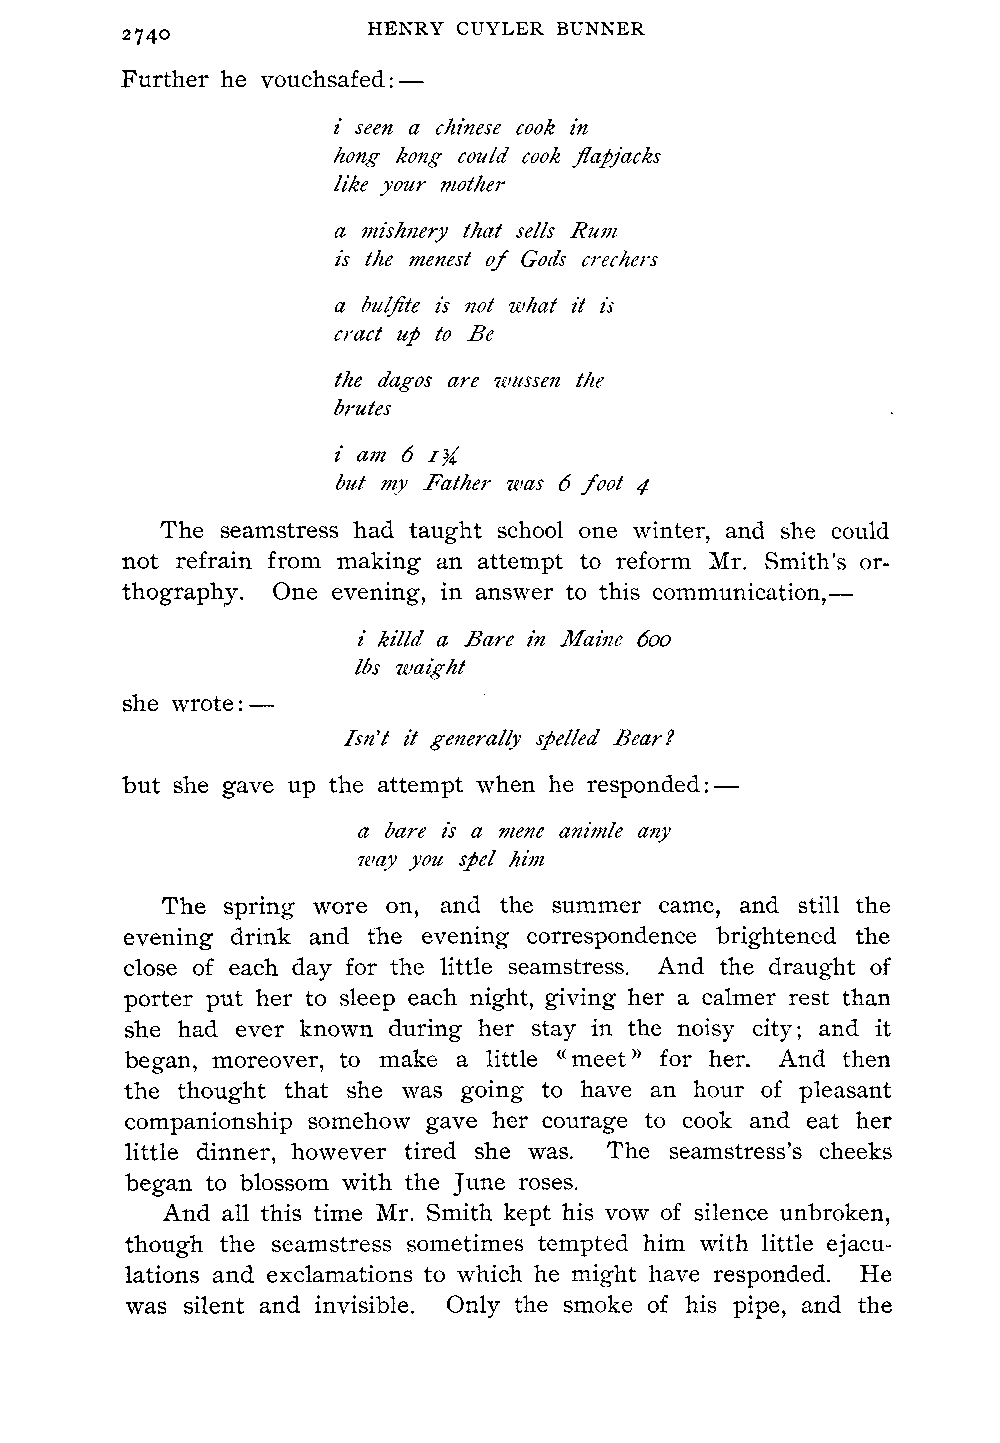 2740 HENRY CUYLER BUNNER
Further he vouchsafed:—
i seen a chinese cook in
hong kong could cook flapjacks
like your mother
a mishnery that sells Rum
is the menest of Gods crechers
a bulfite is not what it is
cract up to Be
the dagos are wussen the
brutes
i am 6 1¾
but my Father was 6 foot 4
The seamstress had taught school one winter, and she could
not refrain from making an attempt to reform Mr. Smith's or-
thography. One evening, in answer to this communication,—
i killd a Bare in Maine 600
lbs waight
she wrote:—
Isn't it generally spelled Bear?
but she gave up the attempt when he responded:—
a bare is a mene animle any
way you spel him
The spring wore on, and the summer came, and still the
evening drink and the evening correspondence brightened the
close of each day for the little seamstress. And the draught of
porter put her to sleep each night, giving her a calmer rest than
she had ever known during her stay in the noisy city; and it
began, moreover, to make a little «meet» for her. And then
the thought that she was going to have an hour of pleasant
companionship somehow gave her courage to cook and eat her
little dinner, however tired she was. The seamstress's cheeks
began to blossom with the June roses.
And all this time Mr. Smith kept his vow of silence unbroken,
though the seamstress sometimes tempted him with little ejacu-
lations and exclamations to which he might have responded. He
was silent and invisible. Only the smoke of his pipe, and the